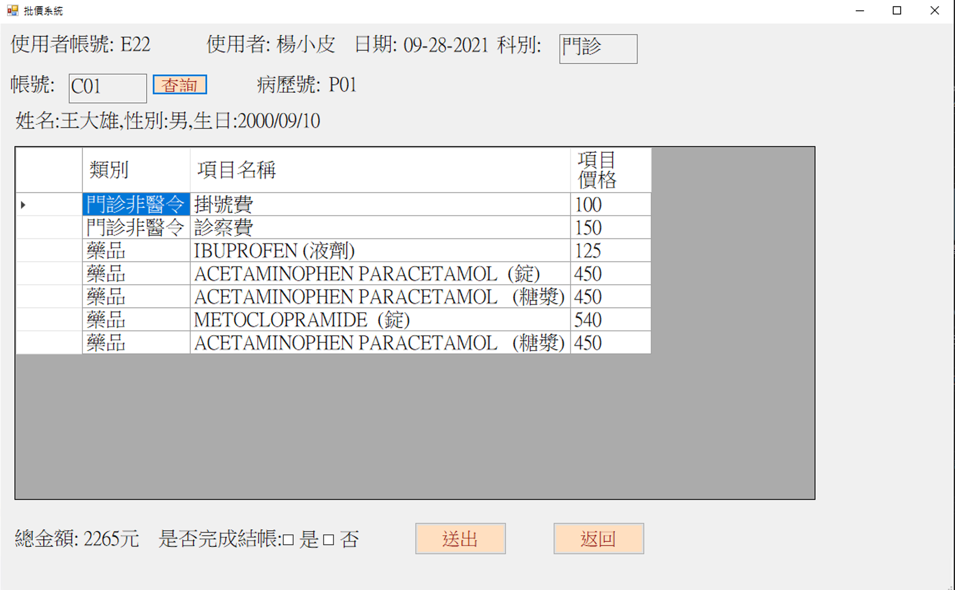 批價系統
使用者帳號: E22 使用者: 楊小皮 日期: 09-28-2021 科別: 門診
帳號: C01 查詢 病歷號: P01
姓名:王大雄,性別:男,生日:2000/09/10
類別 項目名稱 項目
價格
門診非醫令 掛號費 100
門診非醫令 診察費 150
藥品 IBUPROFEN (液劑) 125
藥品 ACETAMINOPHEN PARACETAMOL (錠) 450
藥品 ACETAMINOPHEN PARACETAMOL (糖漿) 450
藥品 METOCLOPRAMIDE (錠) 540
藥品 ACETAMINOPHEN PARACETAMOL (糖漿) 450
總金額: 2265元 是否完成結帳:□ 是□ 否 送出 返回